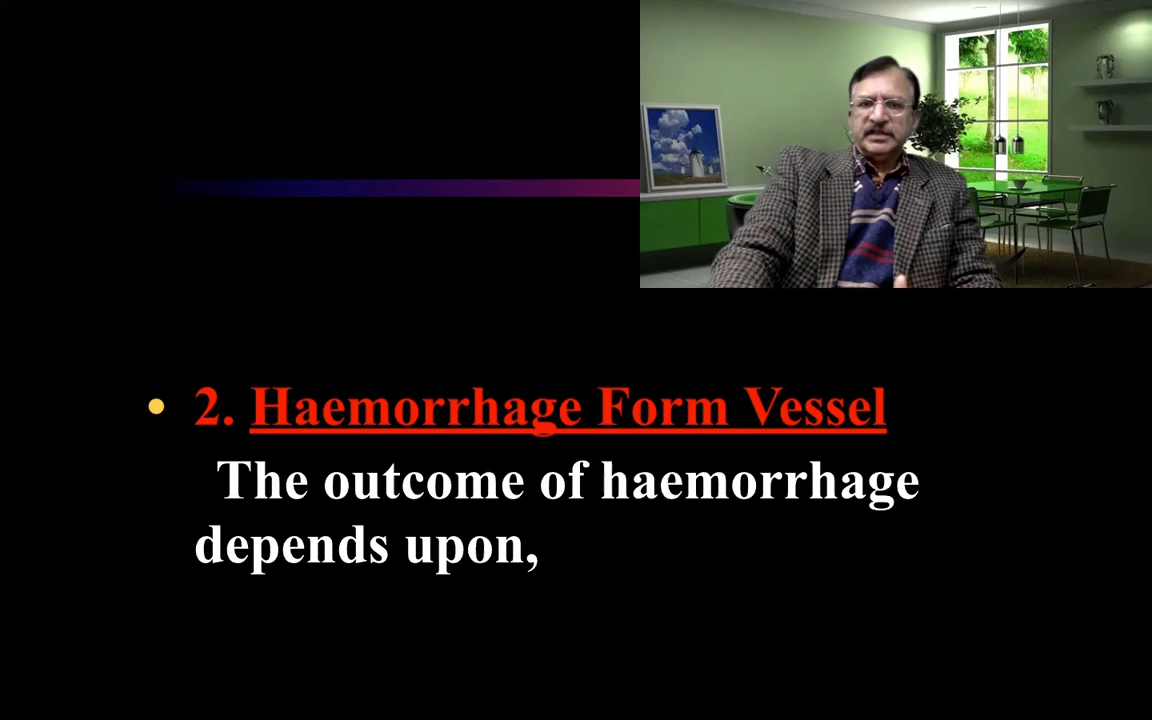 • 2. Haemorrhage Form Vessel
The outcome of haemorrhage
depends upon,